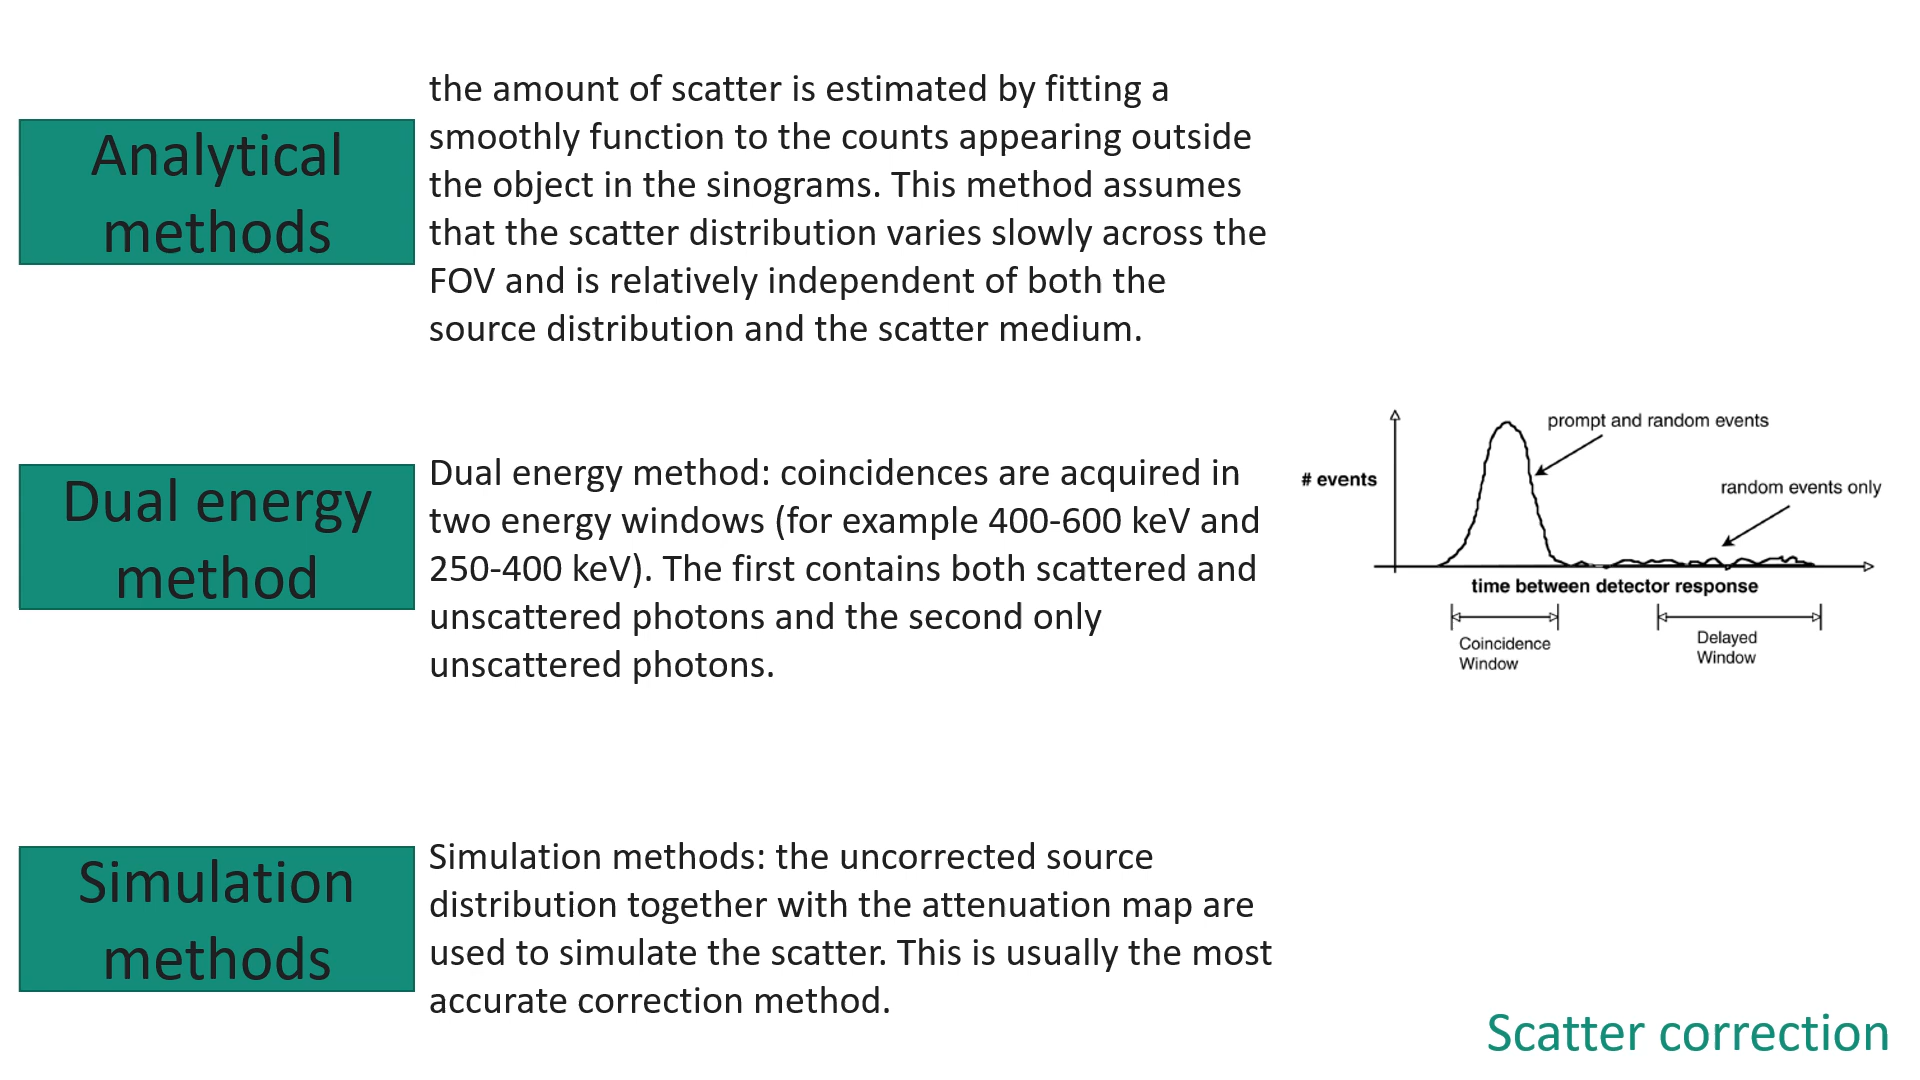 Analytical
methods
the amount of scatter is estimated by fitting a
smoothly function to the counts appearing outside
the object in the sinograms. This method assumes
that the scatter distribution varies slowly across the
FOV and is relatively independent of both the
source distribution and the scatter medium.
Dual energy
method
Dual energy method: coincidences are acquired in
two energy windows (for example 400-600 keV and
250-400 keV). The first contains both scattered and
unscattered photons and the second only
unscattered photons.
prompt and random events
# events
random events only
time between detector response
Coincidence
Window
Delayed
Window
Simulation
methods
Simulation methods: the uncorrected source
distribution together with the attenuation map are
used to simulate the scatter. This is usually the most
accurate correction method.
Scatter correction